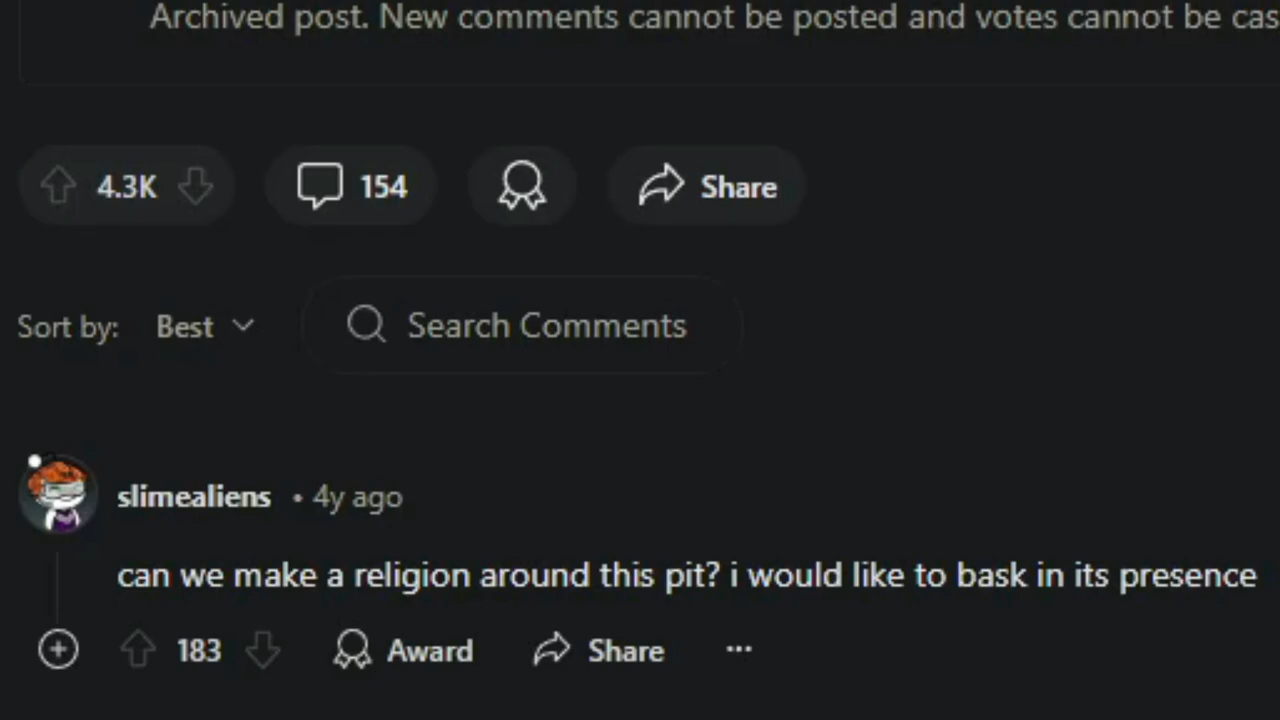 Archived post. New comments cannot be posted and votes cannot be cas
4.3K 154 Share
Sort by: Best Search Comments
slimealiens • 4y ago
can we make a religion around this pit? i would like to bask in its presence
183 Award Share ...